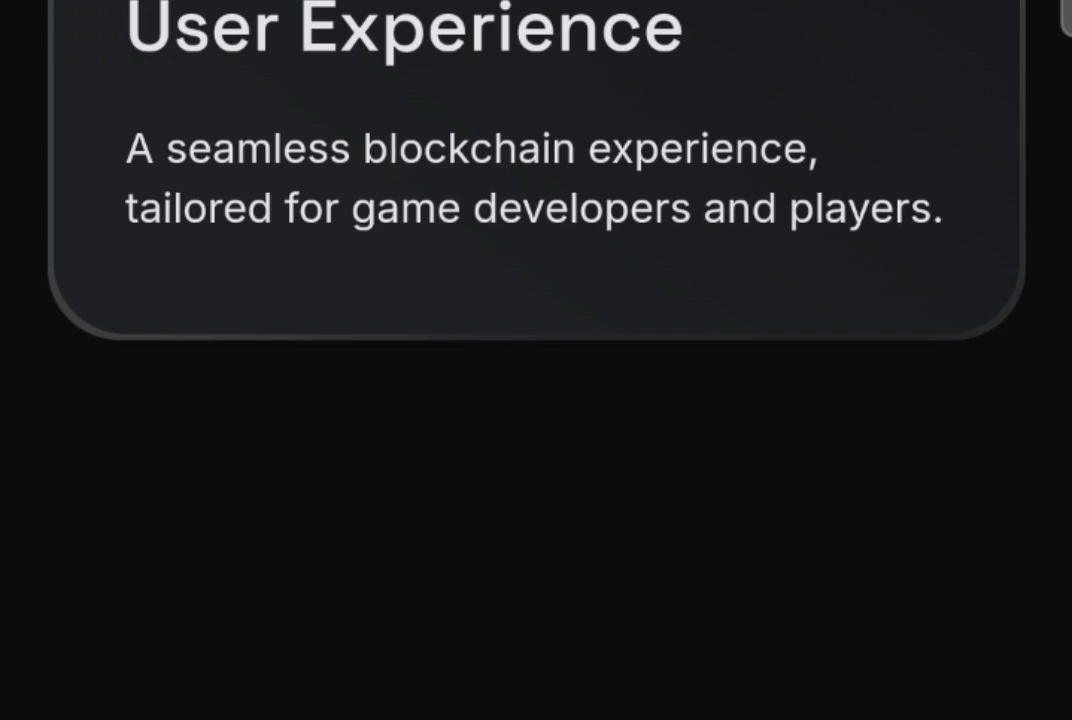 User Experience
A seamless blockchain experience,
tailored for game developers and players.